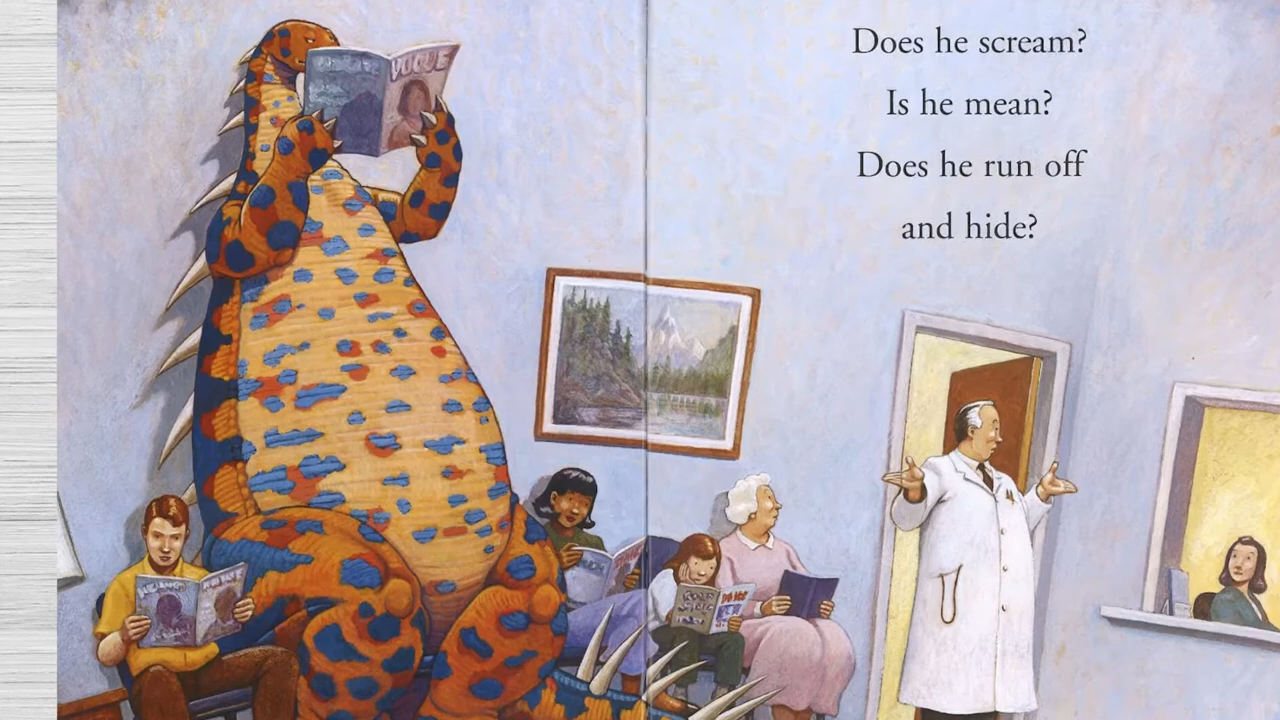 VOGUE
Does he scream?
Is he mean?
Does he run off
and hide?